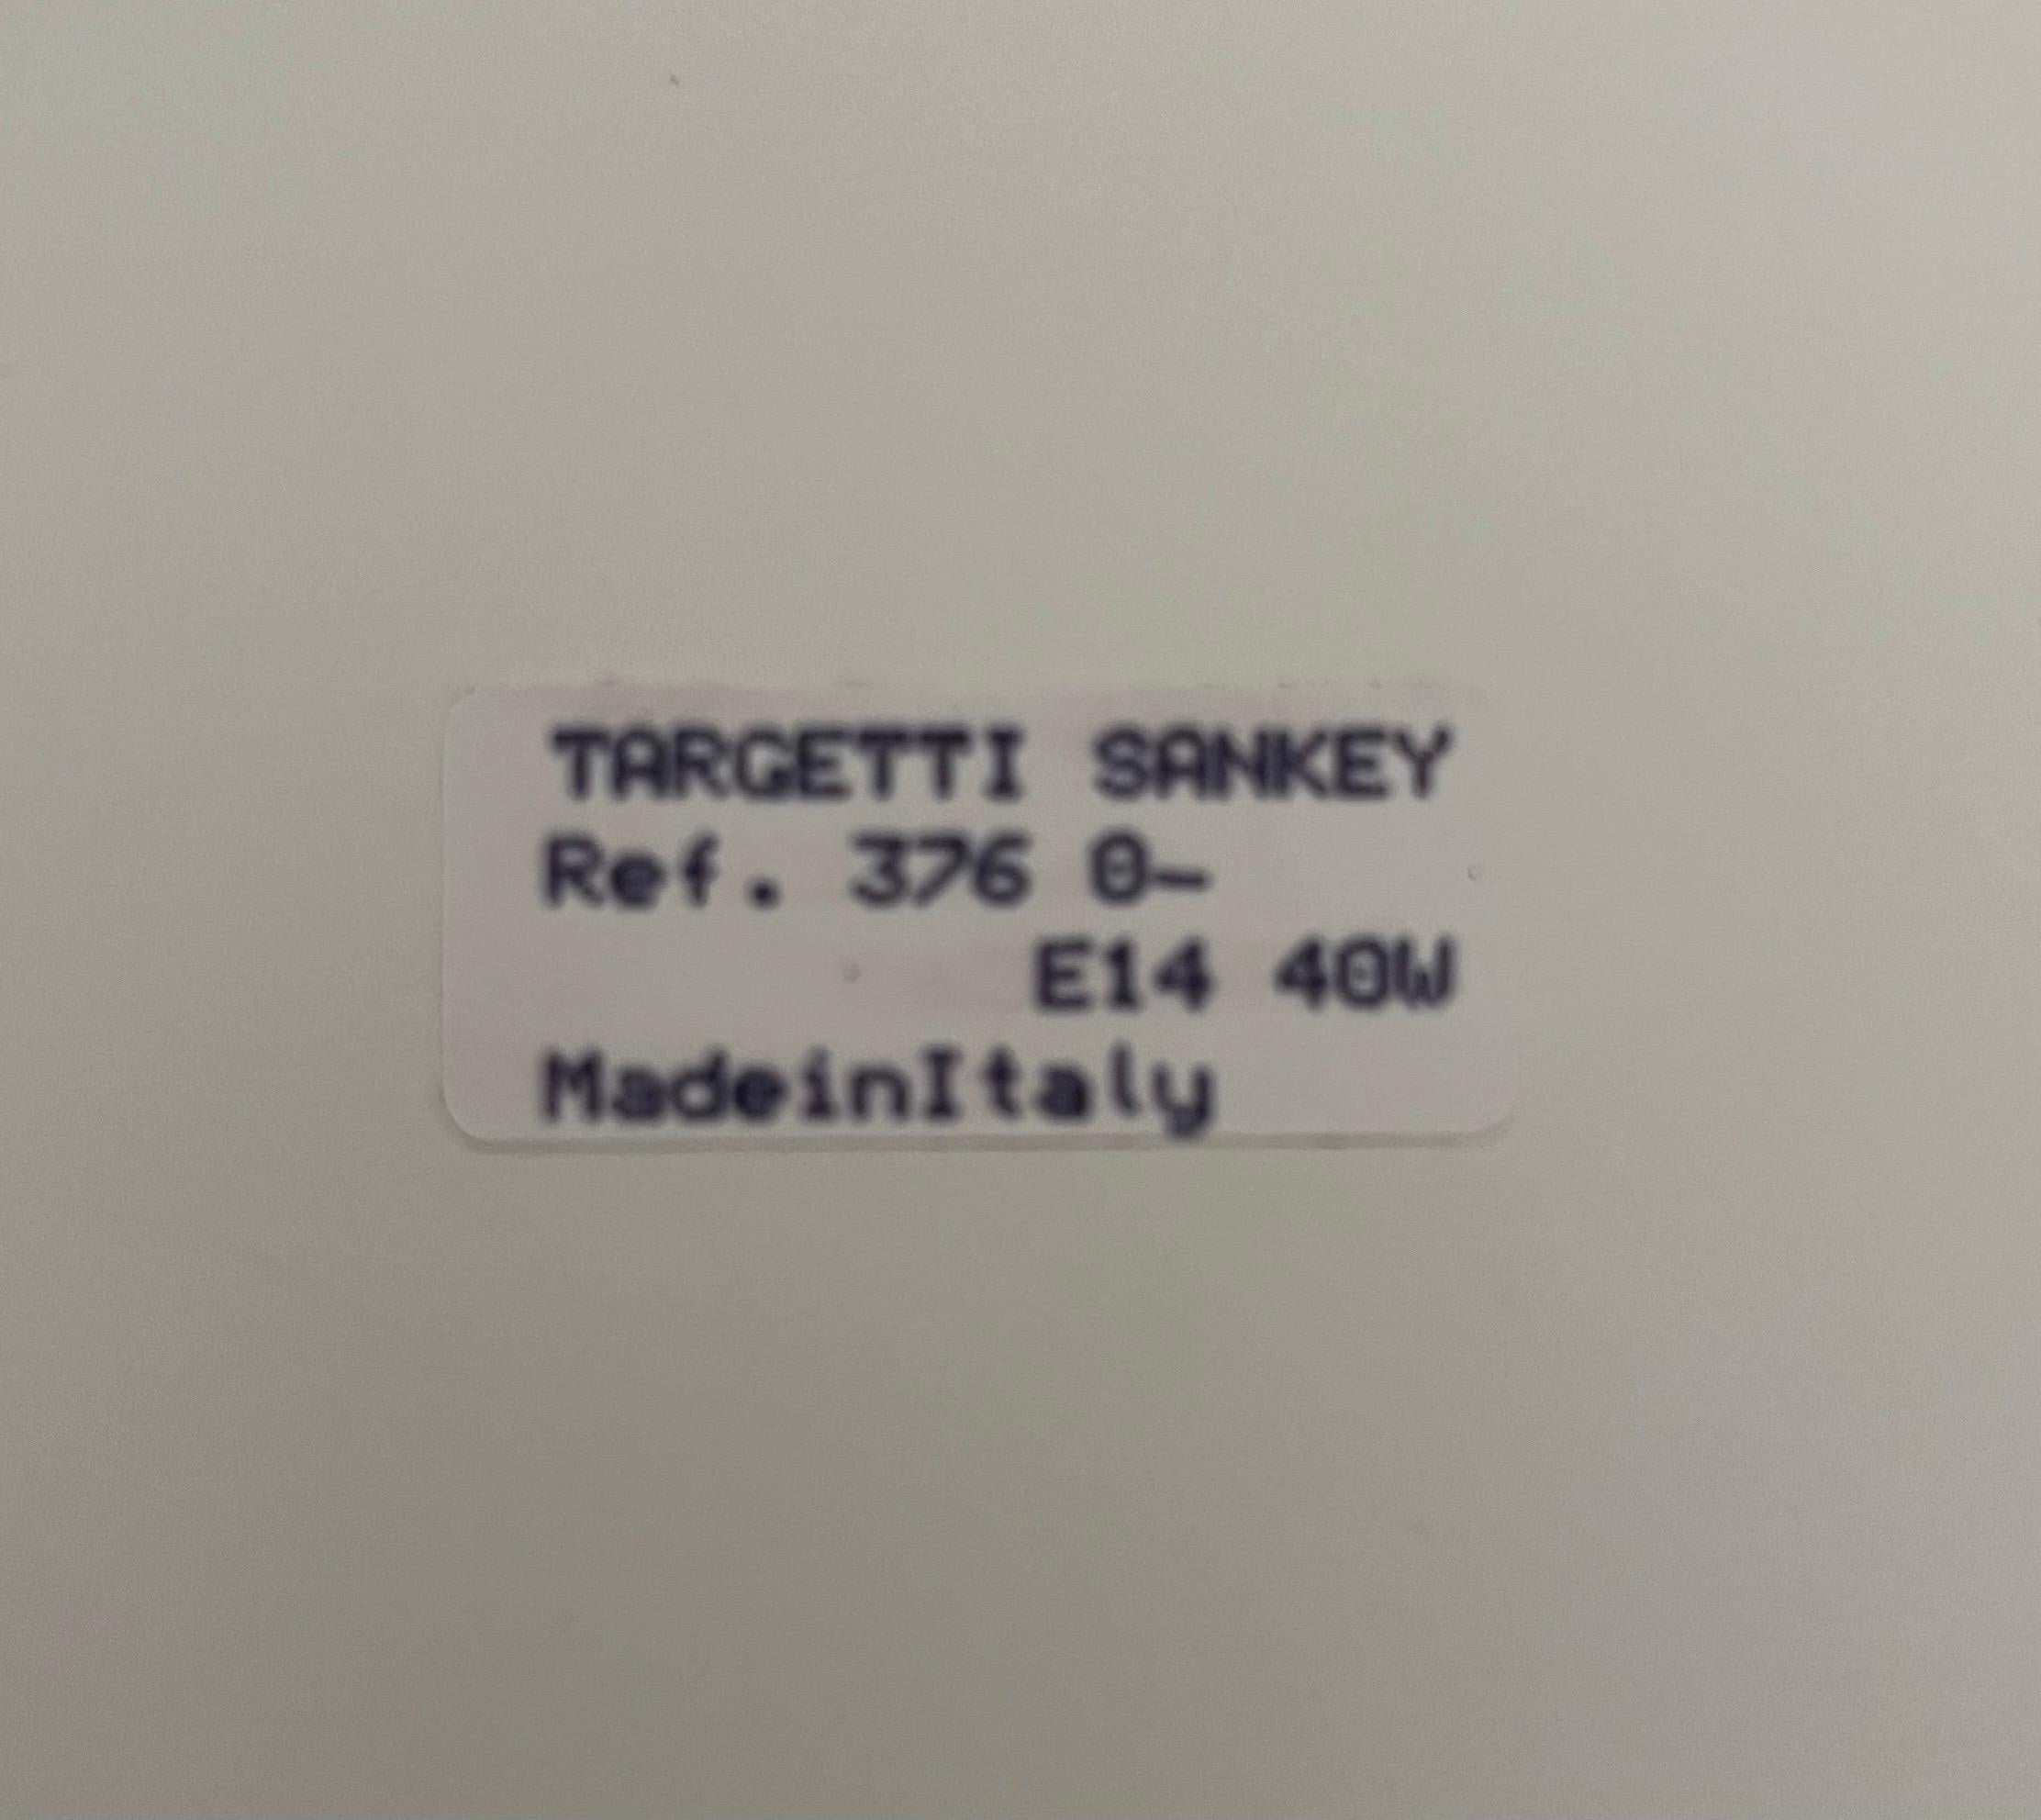 TARGETTI SANKEY
Ref. 376 0-
E14 40W
MadeinItaly